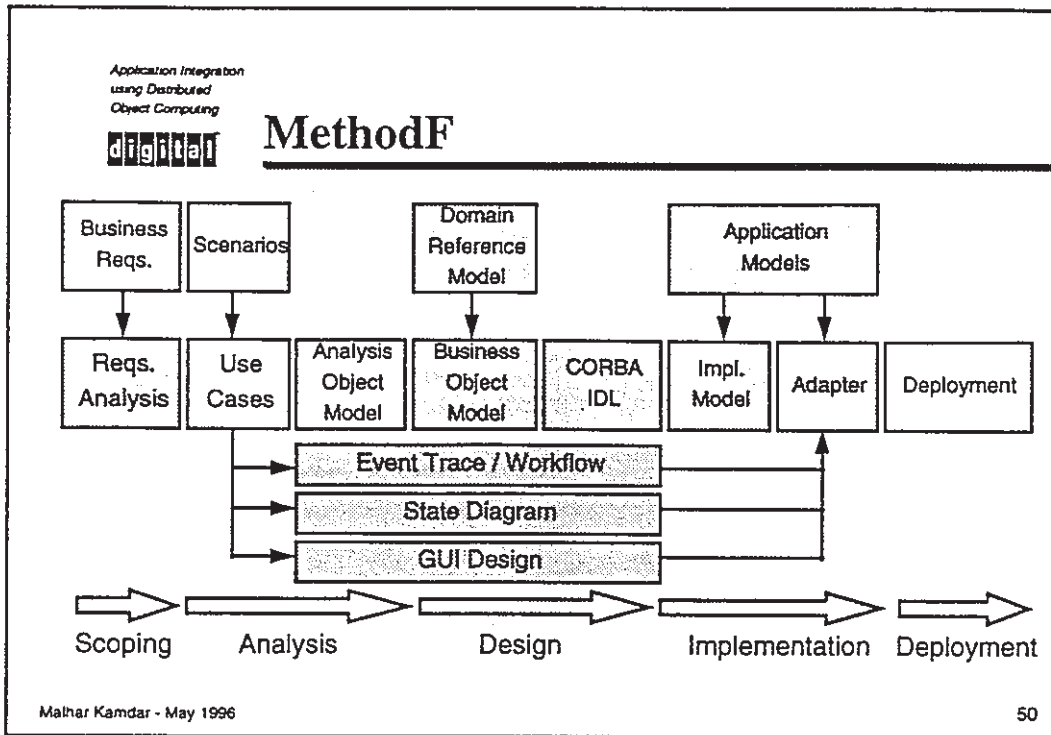 Application Integration
using Distributed
Object Computing
digital
MethodF
Business
Reqs.
Scenarios
Domain
Reference
Model
Application
Models
Reqs.
Analysis
Use
Cases
Analysis
Object
Model
Business
Object
Model
CORBA
IDL
Impl.
Model
Adapter
Deployment
Event Trace / Workflow
State Diagram
GUI Design
Scoping
Analysis
Design
Implementation
Deployment
Malhar Kamdar - May 1996
50